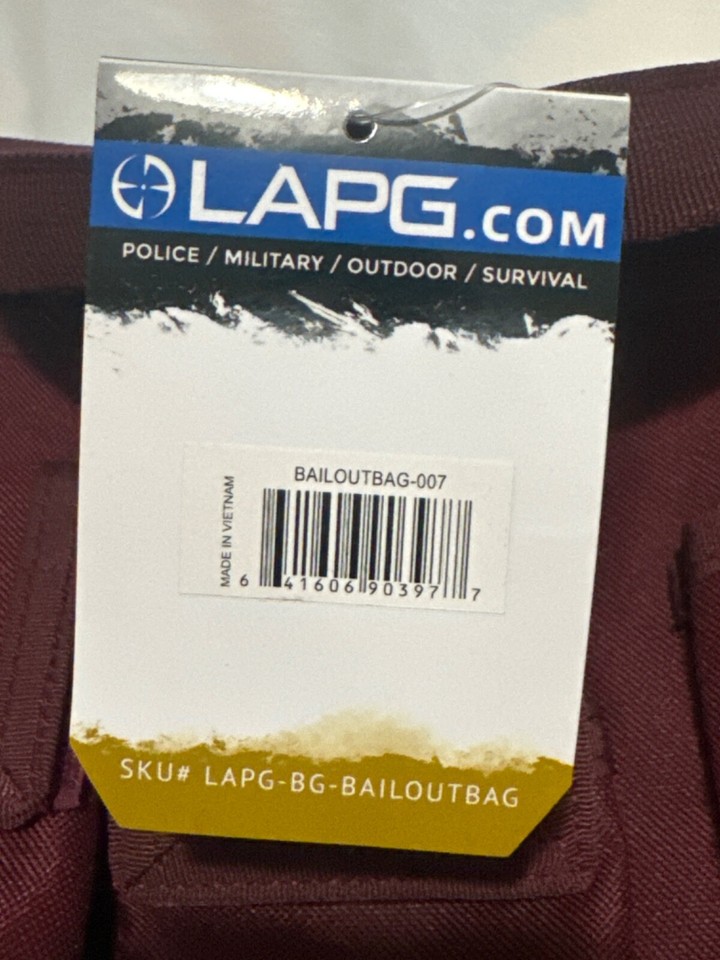 LAPG.COM
POLICE / MILITARY / OUTDOOR / SURVIVAL
BAILOUTBAG-007
MADE IN VIETNAM
6 41606 90397 7
SKU# LAPG-BG-BAILOUTBAG